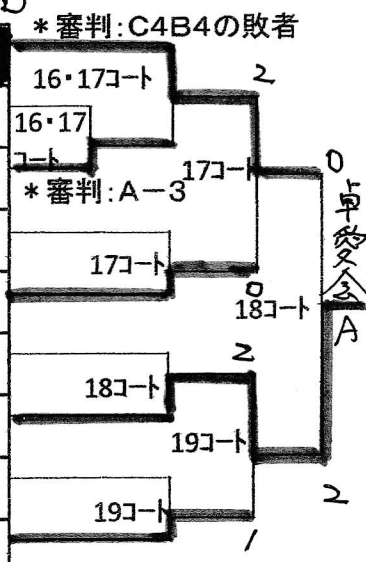 *審判:C4B4の敗者
16・17コート
2
16・17
コート
17コート
0
*審判:A-3
17コート
0
18コート
卓愛会A
2
18コート
19コート
19コート
2
1